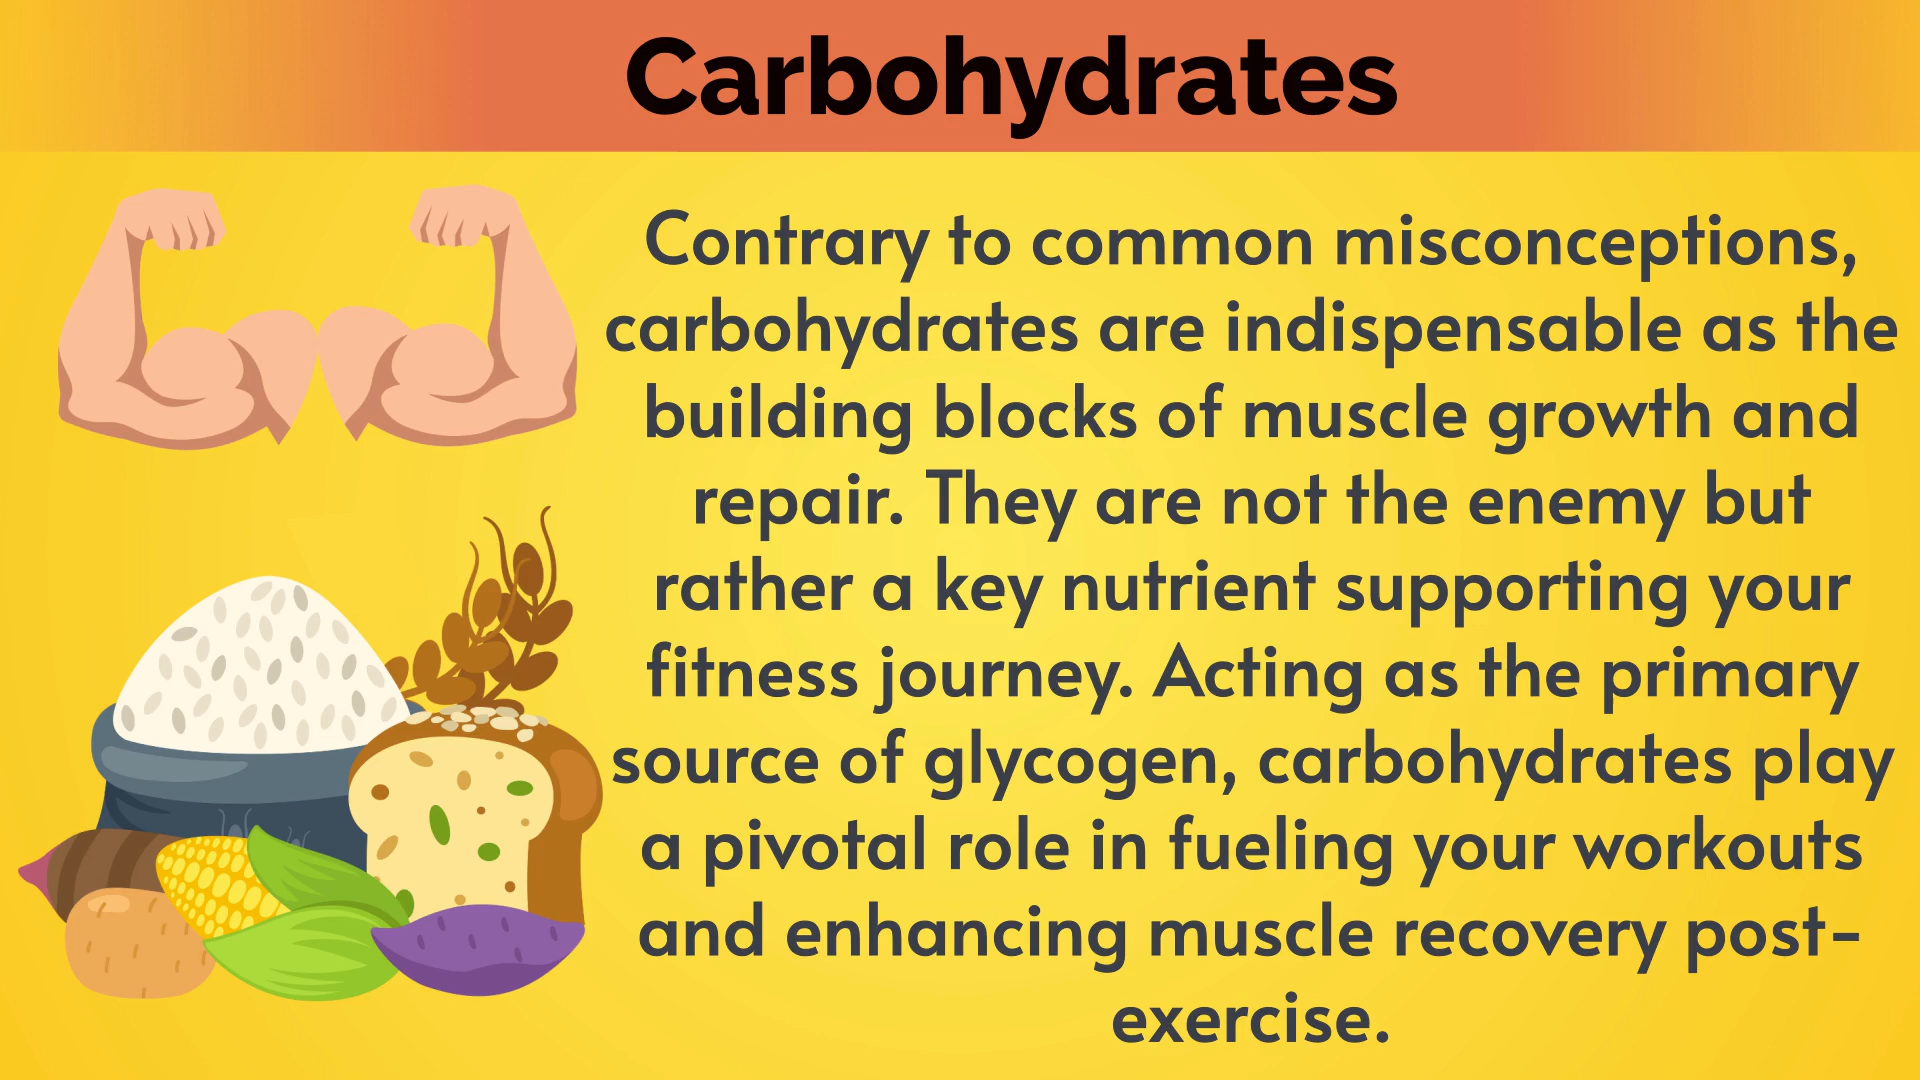 Carbohydrates
Contrary to common misconceptions,
carbohydrates are indispensable as the
building blocks of muscle growth and
repair. They are not the enemy but
rather a key nutrient supporting your
fitness journey. Acting as the primary
source of glycogen, carbohydrates play
a pivotal role in fueling your workouts
and enhancing muscle recovery post-
exercise.